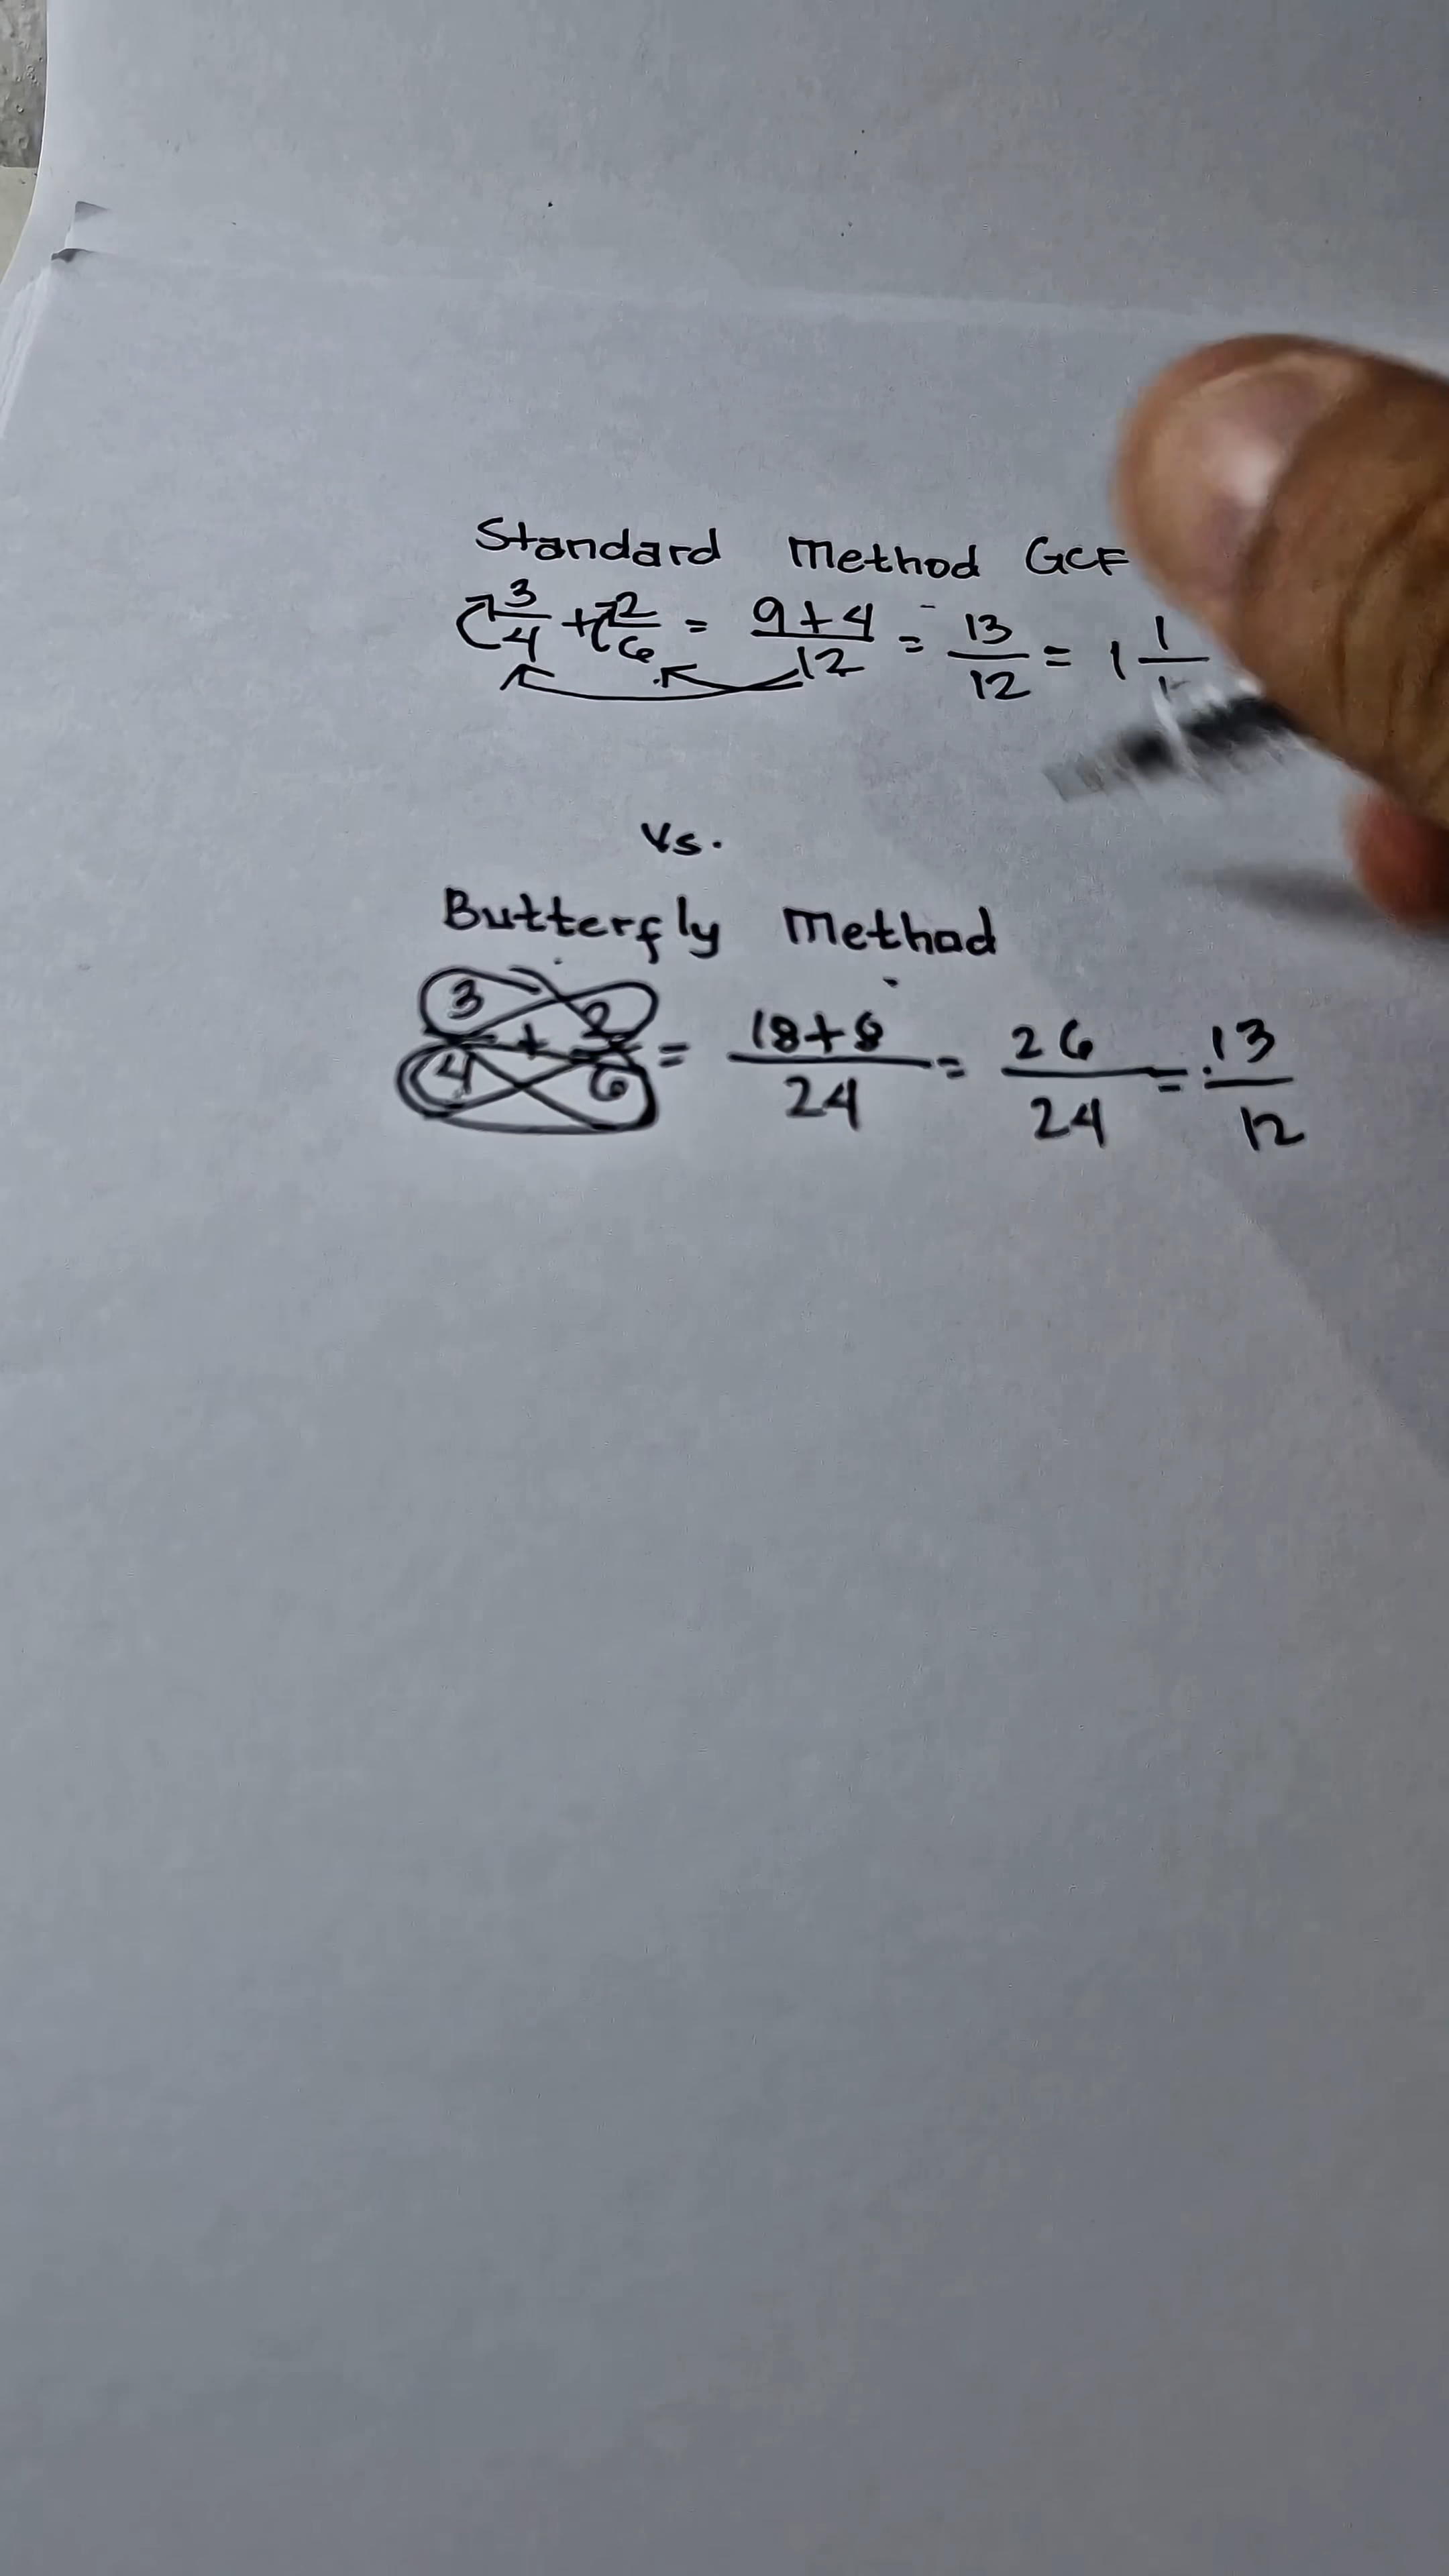 Standard Method GCF
3/4 + 2/6 = 9+4/12 = 13/12 = 1 1/
Vs.
Butterfly Method
3/4 + 2/6 = 18+8/24 = 26/24 = 13/12